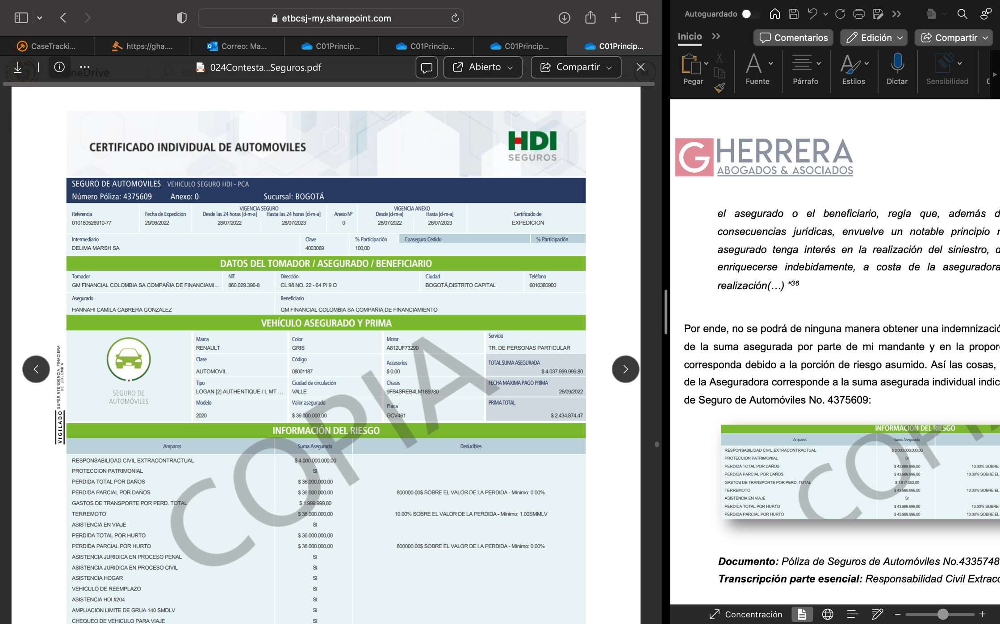 etbcsj-my.sharepoint.com
CaseTracki...
https://gha....
Correo: Ma...
C01Princip...
C01Princip...
C01Princip...
C01Princip...
neDrive
024Contesta...Seguros.pdf
Abierto
Compartir
CERTIFICADO INDIVIDUAL DE AUTOMOVILES
HDI
SEGUROS
SEGURO DE AUTOMOVILES VEHICULO SEGURO HDI - PCA
Número Póliza: 4375609 Anexo: 0 Sucursal: BOGOTÁ
VIGENCIA SEGURO VIGENCIA ANEXO
Referencia Fecha de Expedición Desde las 24 horas [d-m-a] Hasta las 24 horas [d-m-a] Anexo Nº Desde [d-m-a] Hasta [d-m-a] Certificado de
010180526910-77 29/06/2022 28/07/2022 28/07/2023 0 28/07/2022 28/07/2023 EXPEDICION
Intermediario Clave % Participación Coaseguro Cedido % Participación
DELIMA MARSH SA 4003069 100,00
DATOS DEL TOMADOR / ASEGURADO / BENEFICIARIO
Tomador NIT Dirección Ciudad Teléfono
GM FINANCIAL COLOMBIA SA COMPAÑIA DE FINANCIAMI... 860.029.396-8 CL 98 NO. 22 - 64 PI 9 O BOGOTÁ,DISTRITO CAPITAL 6016380900
Asegurado Beneficiario
HANNAHI CAMILA CABRERA GONZALEZ GM FINANCIAL COLOMBIA SA COMPAÑIA DE FINANCIAMIENTO
VEHÍCULO ASEGURADO Y PRIMA
Marca Color Motor Servicio
RENAULT GRIS A812UF73299 TR. DE PERSONAS PARTICULAR
Clase Código Accesorios TOTAL SUMA ASEGURADA
AUTOMOVIL 08001187 $ 0,00 $ 4.037.999.999,80
Tipo Ciudad de circulación Chasis FECHA MÁXIMA PAGO PRIMA
LOGAN [2] AUTHENTIQUE / L MT ... VALLE 9FB4SREB4LM189380 26/09/2022
Modelo Valor asegurado Placa PRIMA TOTAL
2020 $ 36.000.000,00 GCV461 $ 2.434.874,47
SEGURO DE
AUTOMÓVILES
VIGILADO SUPERINTENDENCIA FINACIERA
DE COLOMBIA
COPIA
INFORMACIÓN DEL RIESGO
Amparos Suma Asegurada Deducibles
RESPONSABILIDAD CIVIL EXTRACONTRACTUAL $ 4.000.000.000,00
PROTECCION PATRIMONIAL SI
PERDIDA TOTAL POR DAÑOS $ 36.000.000,00
PERDIDA PARCIAL POR DAÑOS $ 36.000.000,00 800000.00$ SOBRE EL VALOR DE LA PERDIDA - Mínimo: 0.00%
GASTOS DE TRANSPORTE POR PERD. TOTAL $ 1.999.999,80
TERREMOTO $ 36.000.000,00 10.00% SOBRE EL VALOR DE LA PERDIDA - Mínimo: 1.00SMMLV
ASISTENCIA EN VIAJE SI
PERDIDA TOTAL POR HURTO $ 36.000.000,00
PERDIDA PARCIAL POR HURTO $ 36.000.000,00 800000.00$ SOBRE EL VALOR DE LA PERDIDA - Mínimo: 0.00%
ASISTENCIA JURIDICA EN PROCESO PENAL SI
ASISTENCIA JURIDICA EN PROCESO CIVIL SI
ASISTENCIA HOGAR SI
VEHICULO DE REEMPLAZO SI
ASISTENCIA HDI #204 SI
AMPLIACION LIMITE DE GRUA 140 SMDLV SI
CHEQUEO DE VEHICULO PARA VIAJE SI
Autoguardado
Inicio
Comentarios
Edición
Compartir
Pegar
Fuente
Párrafo
Estilos
Dictar
Sensibilidad
G HERRERA
ABOGADOS & ASOCIADOS
el asegurado o el beneficiario, regla que, además d
consecuencias jurídicas, envuelve un notable principio
asegurado tenga interés en la realización del siniestro, d
enriquecerse indebidamente, a costa de la aseguradora
realización(…) ”36
Por ende, no se podrá de ninguna manera obtener una indemnizació
de la suma asegurada por parte de mi mandante y en la propor
corresponda debido a la porción de riesgo asumido. Así las cosas,
de la Aseguradora corresponde a la suma asegurada individual indic
de Seguro de Automóviles No. 4375609:
INFORMACIÓN DEL RIESGO
Amparos Suma Asegurada
RESPONSABILIDAD CIVIL EXTRACONTRACTUAL $ 3.000.000.000,00
PROTECCION PATRIMONIAL SI
PERDIDA TOTAL POR DAÑOS $ 43.989.999,00 10.00% SOBRE
PERDIDA PARCIAL POR DAÑOS $ 43.989.999,00 10.00% SOBRE EL
GASTOS DE TRANSPORTE POR PERD. TOTAL $ 1.817.052,00
TERREMOTO $ 43.989.999,00 10.00% SOBRE EL
ASISTENCIA EN VIAJE SI
PERDIDA TOTAL POR HURTO $ 43.989.999,00 10.00% SOBRE
PERDIDA PARCIAL POR HURTO $ 43.989.999,00 10.00% SOBRE EL
Documento: Póliza de Seguros de Automóviles No.4335748
Transcripción parte esencial: Responsabilidad Civil Extracc
Concentración